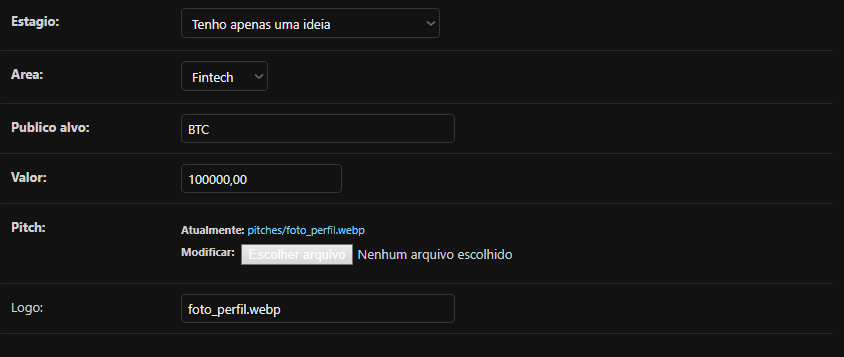 Estagio: Tenho apenas uma ideia
Area: Fintech
Publico alvo: BTC
Valor: 100000,00
Pitch: Atualmente: pitches/foto_perfil.webp
Modificar: Escolher arquivo Nenhum arquivo escolhido
Logo: foto_perfil.webp